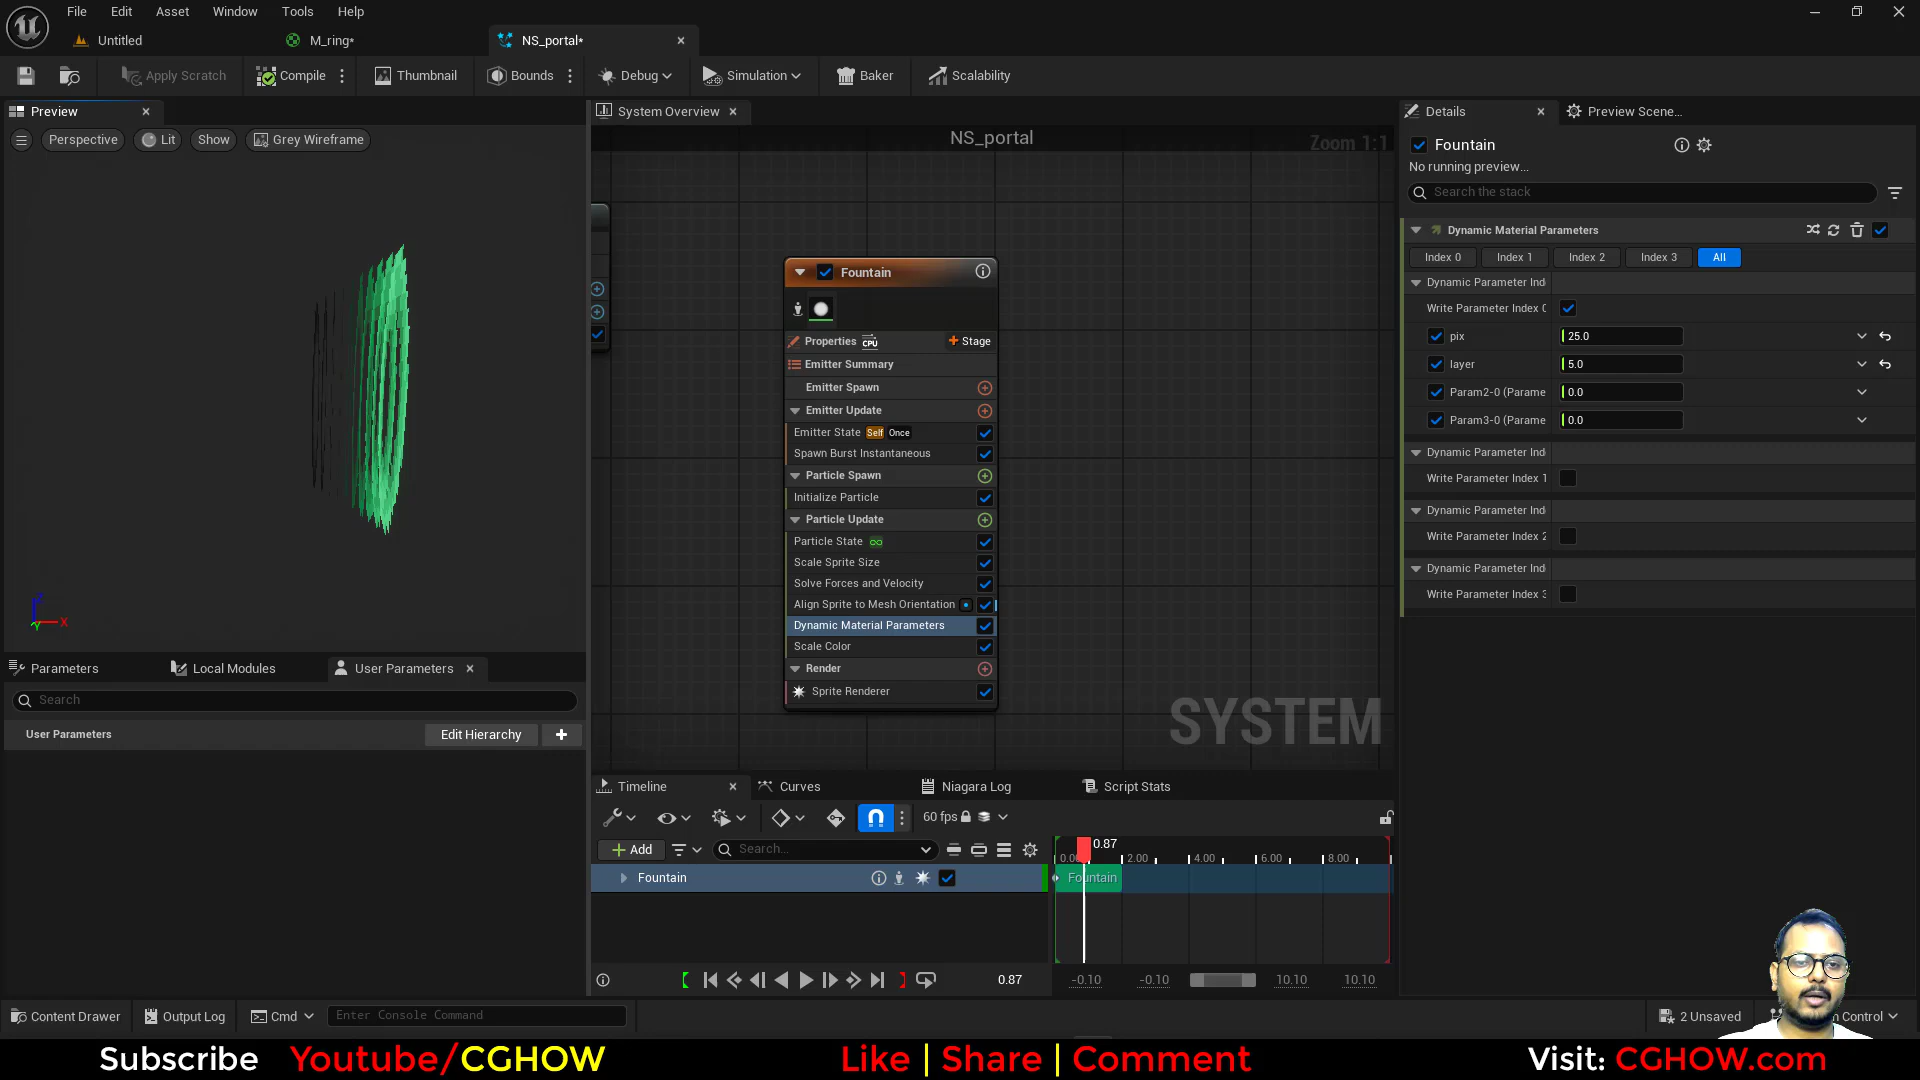 File Edit Asset Window Tools Help
Untitled M_ring* NS_portal*
Apply Scratch Compile Thumbnail Bounds Debug Simulation Baker Scalability
Preview System Overview Details Preview Scene...
Perspective Lit Show Grey Wireframe
NS_portal
Zoom 1:1
Fountain
No running preview...
Search the stack
Dynamic Material Parameters
Index 0 Index 1 Index 2 Index 3 All
Dynamic Parameter Ind
Write Parameter Index 0
pix 25.0
layer 5.0
Param2-0 (Parame 0.0
Param3-0 (Parame 0.0
Dynamic Parameter Ind
Write Parameter Index 1
Dynamic Parameter Ind
Write Parameter Index 2
Dynamic Parameter Ind
Write Parameter Index 3
Fountain
Properties CPU Stage
Emitter Summary
Emitter Spawn
Emitter Update
Emitter State Self Once
Spawn Burst Instantaneous
Particle Spawn
Initialize Particle
Particle Update
Particle State
Scale Sprite Size
Solve Forces and Velocity
Align Sprite to Mesh Orientation
Dynamic Material Parameters
Scale Color
Render
Sprite Renderer
SYSTEM
Z X Y
Parameters Local Modules User Parameters
Search
User Parameters Edit Hierarchy
Timeline Curves Niagara Log Script Stats
60 fps
Add Search...
0.87
0.00 2.00 4.00 6.00 8.00
Fountain Fountain
0.87 -0.10 -0.10 10.10 10.10
Content Drawer Output Log Cmd Enter Console Command 2 Unsaved Control
Subscribe Youtube/CGHOW Like | Share | Comment Visit: CGHOW.com